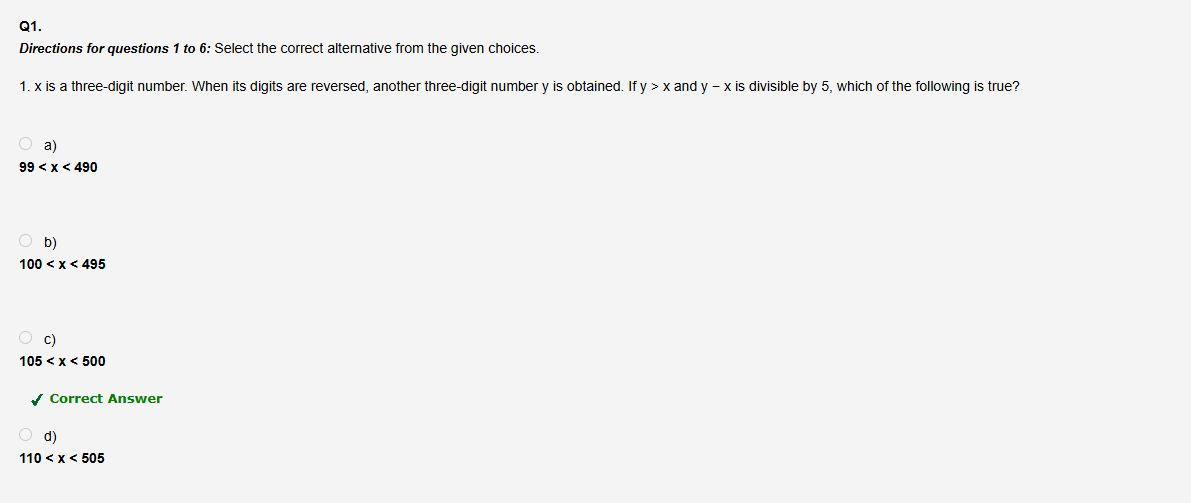 Q1.
Directions for questions 1 to 6: Select the correct alternative from the given choices.
1. x is a three-digit number. When its digits are reversed, another three-digit number y is obtained. If y > x and y − x is divisible by 5, which of the following is true?
a)
99 < x < 490
b)
100 < x < 495
c)
105 < x < 500
✓ Correct Answer
d)
110 < x < 505